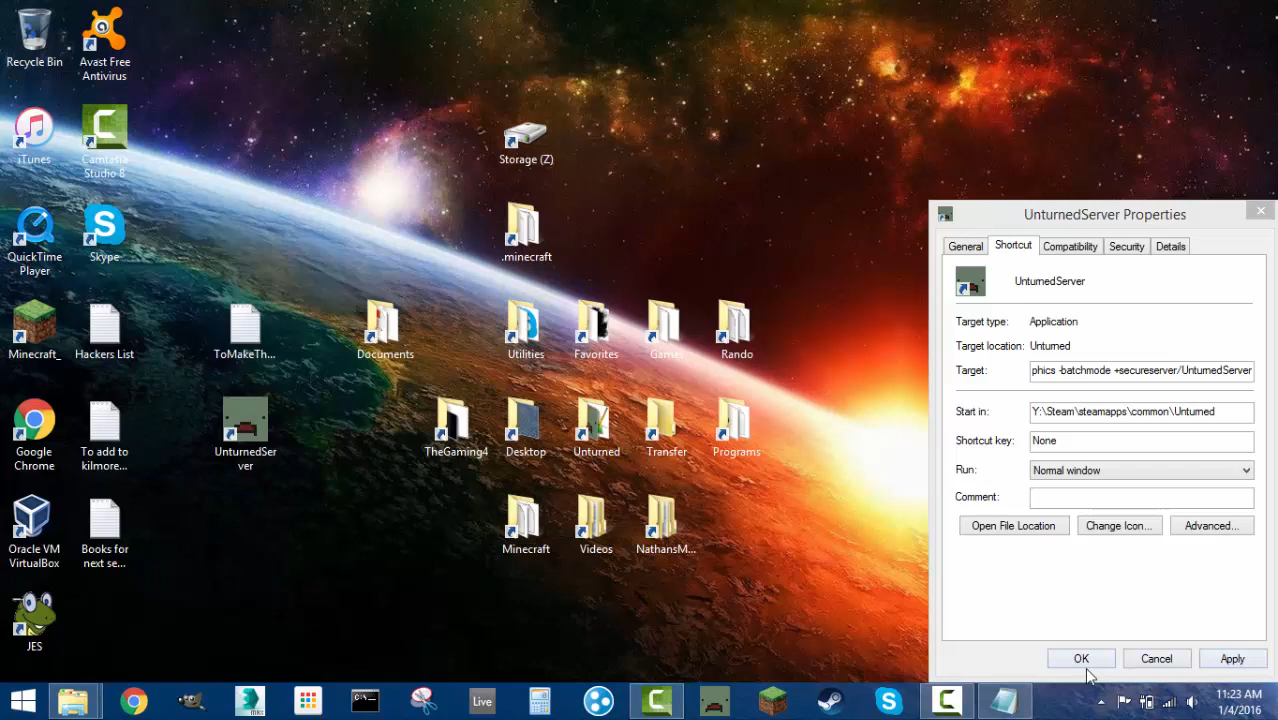 Recycle Bin
Avast Free
Antivirus
iTunes
Camtasia
Studio 8
QuickTime
Player
Skype
Minecraft_
Hackers List
ToMakeTh...
Google
Chrome
To add to
kilmore...
UnturnedSer
ver
Oracle VM
VirtualBox
Books for
next se...
JES
Storage (Z)
.minecraft
Documents
Utilities
Favorites
Games
Rando
TheGaming4
Desktop
Unturned
Transfer
Programs
Minecraft
Videos
NathansM...
UnturnedServer Properties
General
Shortcut
Compatibility
Security
Details
UnturnedServer
Target type: Application
Target location: Unturned
Target: phics -batchmode +secureserver/UnturnedServer
Start in: Y:\Steam\steamapps\common\Unturned
Shortcut key: None
Run: Normal window
Comment:
Open File Location
Change Icon...
Advanced...
OK
Cancel
Apply
Live
11:23 AM
1/4/2016